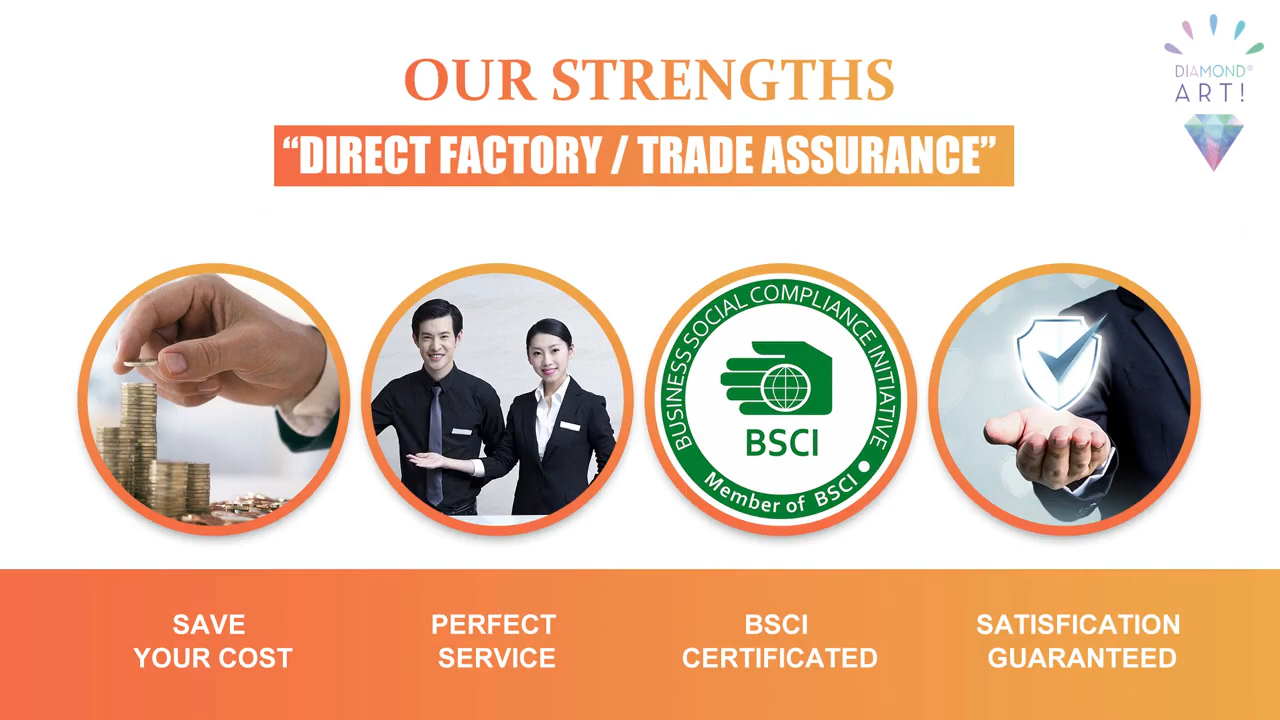 OUR STRENGTHS
DIAMOND®
ART!
“DIRECT FACTORY / TRADE ASSURANCE”
BUSINESS SOCIAL COMPLIANCE INITIATIVE
BSCI
Member of BSCI
SAVE
YOUR COST
PERFECT
SERVICE
BSCI
CERTIFICATED
SATISFICATION
GUARANTEED